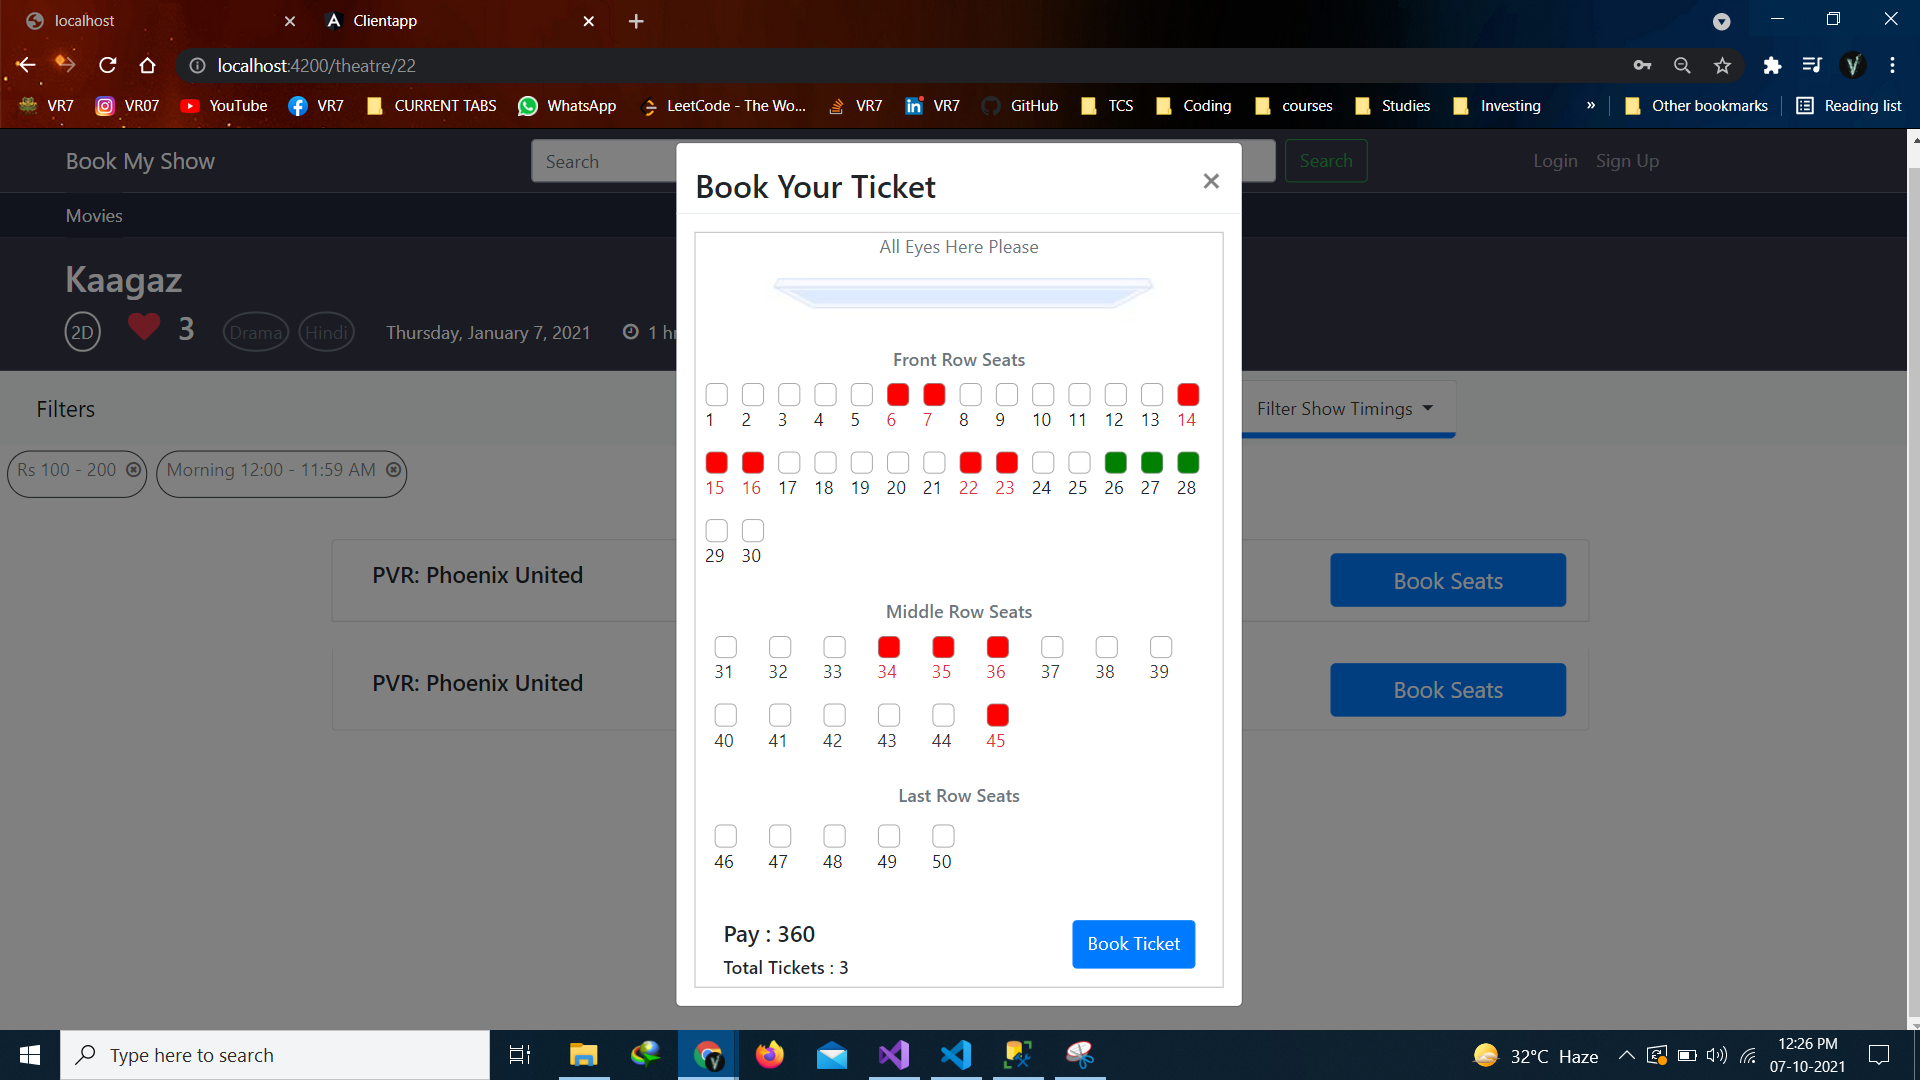 localhost
Clientapp
localhost:4200/theatre/22
VR7 VR07 YouTube VR7 CURRENT TABS WhatsApp LeetCode - The Wo... VR7 VR7 GitHub TCS Coding courses Studies Investing » Other bookmarks Reading list
Book My Show Search Search Login Sign Up
Movies
Kaagaz
2D 3 Drama Hindi Thursday, January 7, 2021 1 h
Filters
Filter Show Timings
Rs 100 - 200 Morning 12:00 - 11:59 AM
PVR: Phoenix United Book Seats
PVR: Phoenix United Book Seats
Book Your Ticket ×
All Eyes Here Please
Front Row Seats
1 2 3 4 5 6 7 8 9 10 11 12 13 14
15 16 17 18 19 20 21 22 23 24 25 26 27 28
29 30
Middle Row Seats
31 32 33 34 35 36 37 38 39
40 41 42 43 44 45
Last Row Seats
46 47 48 49 50
Pay : 360
Total Tickets : 3
Book Ticket
Type here to search
32°C Haze
12:26 PM
07-10-2021